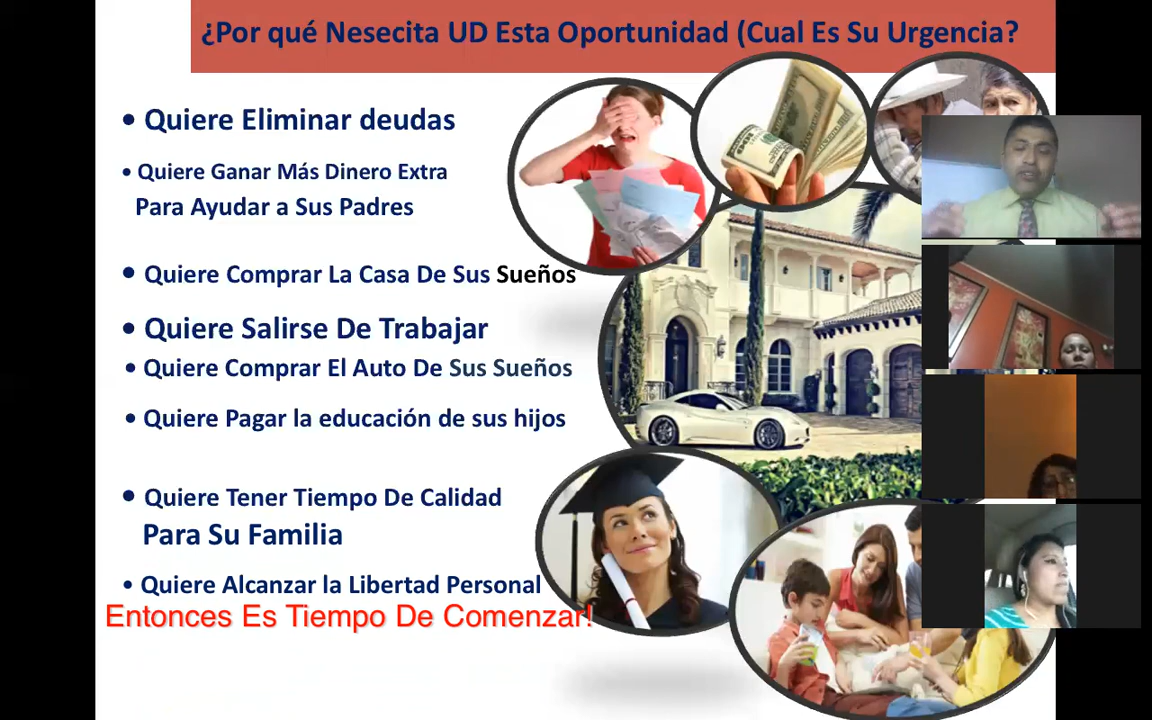 ¿Por qué Nesecita UD Esta Oportunidad (Cual Es Su Urgencia?
• Quiere Eliminar deudas
• Quiere Ganar Más Dinero Extra
Para Ayudar a Sus Padres
• Quiere Comprar La Casa De Sus Sueños
• Quiere Salirse De Trabajar
• Quiere Comprar El Auto De Sus Sueños
• Quiere Pagar la educación de sus hijos
• Quiere Tener Tiempo De Calidad
Para Su Familia
• Quiere Alcanzar la Libertad Personal
Entonces Es Tiempo De Comenzar!